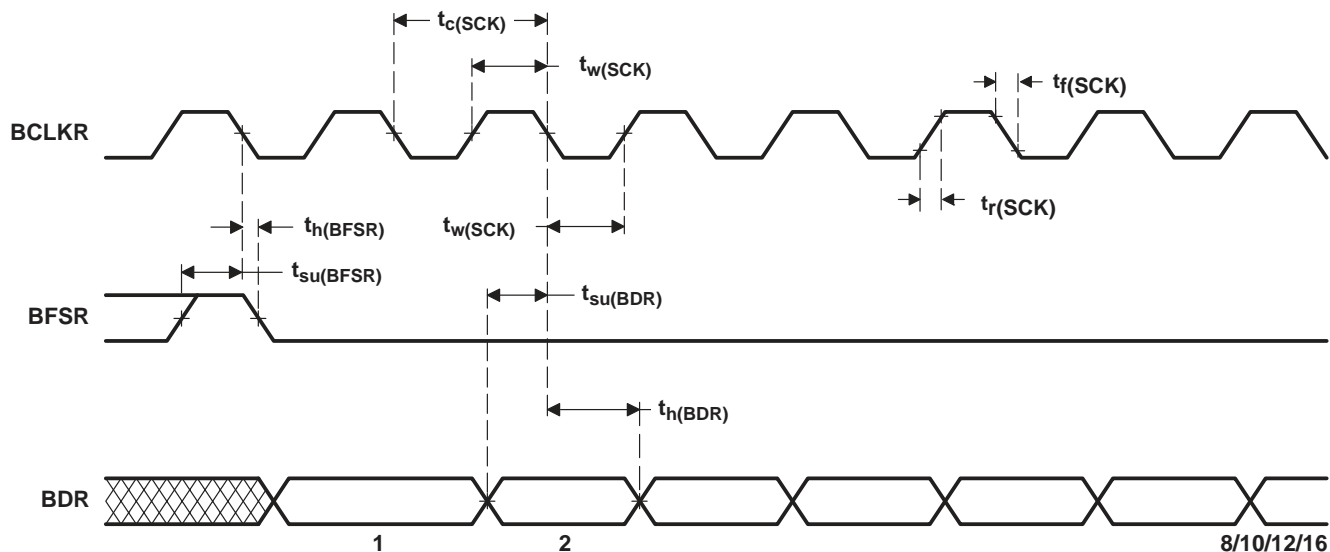 tc(SCK)
tw(SCK)
tf(SCK)
BCLKR
tr(SCK)
th(BFSR)
tw(SCK)
tsu(BFSR)
tsu(BDR)
BFSR
th(BDR)
BDR
1 2 8/10/12/16